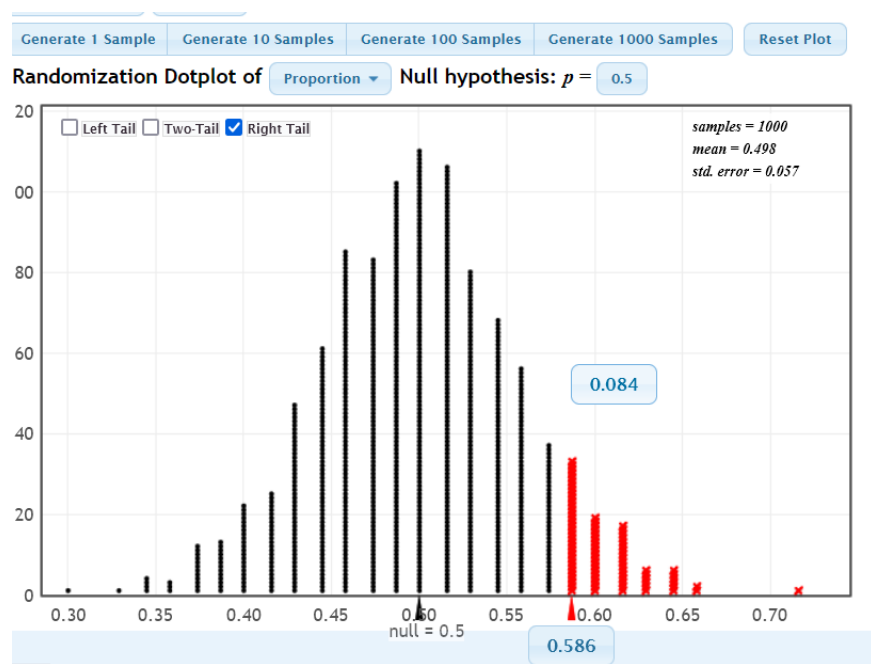 Generate 1 Sample Generate 10 Samples Generate 100 Samples Generate 1000 Samples Reset Plot
Randomization Dotplot of Proportion Null hypothesis: p = 0.5
20
Left Tail Two-Tail Right Tail
samples = 1000
mean = 0.498
std. error = 0.057
00
80
60
0.084
40
20
0
0.30 0.35 0.40 0.45 0.50 0.55 0.60 0.65 0.70
null = 0.5
0.586